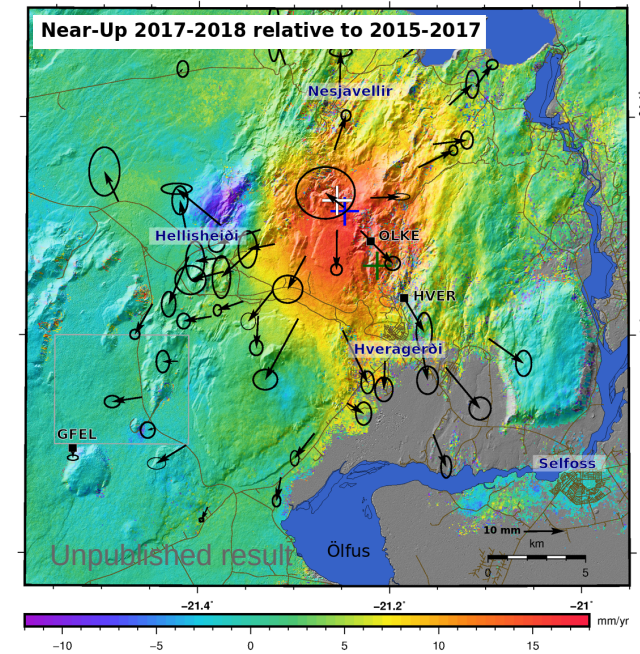 Near-Up 2017-2018 relative to 2015-2017
Nesjavellir
Hellisheiði
OLKE
HVER
Hveragerði
GFEL
Selfoss
10 mm
km
0 5
Unpublished result
Ölfus
−21.4˚ −21.2˚ −21˚
−10 −5 0 5 10 15 mm/yr